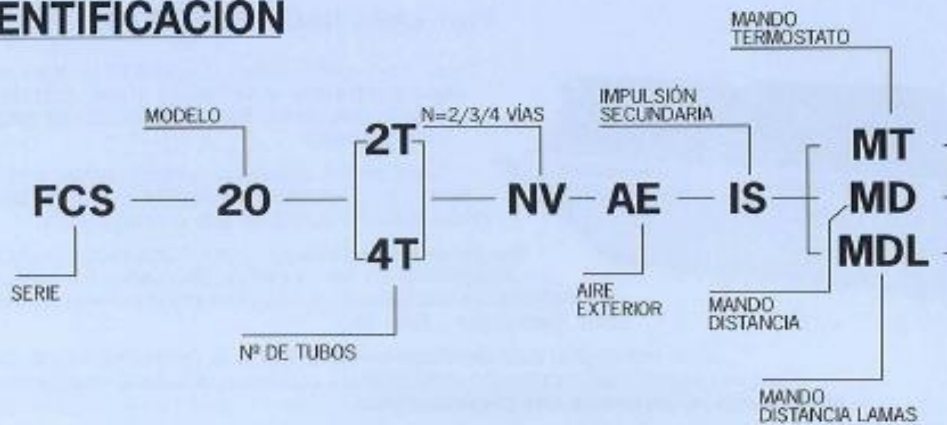 ENTIFICACIÓN
MANDO
TERMOSTATO
MODELO
N=2/3/4 VÍAS
IMPULSIÓN
SECUNDARIA
2T
MT
FCS — 20 — NV — AE — IS — MD
4T
MDL
SERIE
AIRE
EXTERIOR
MANDO
DISTANCIA
Nº DE TUBOS
MANDO
DISTANCIA LAMAS